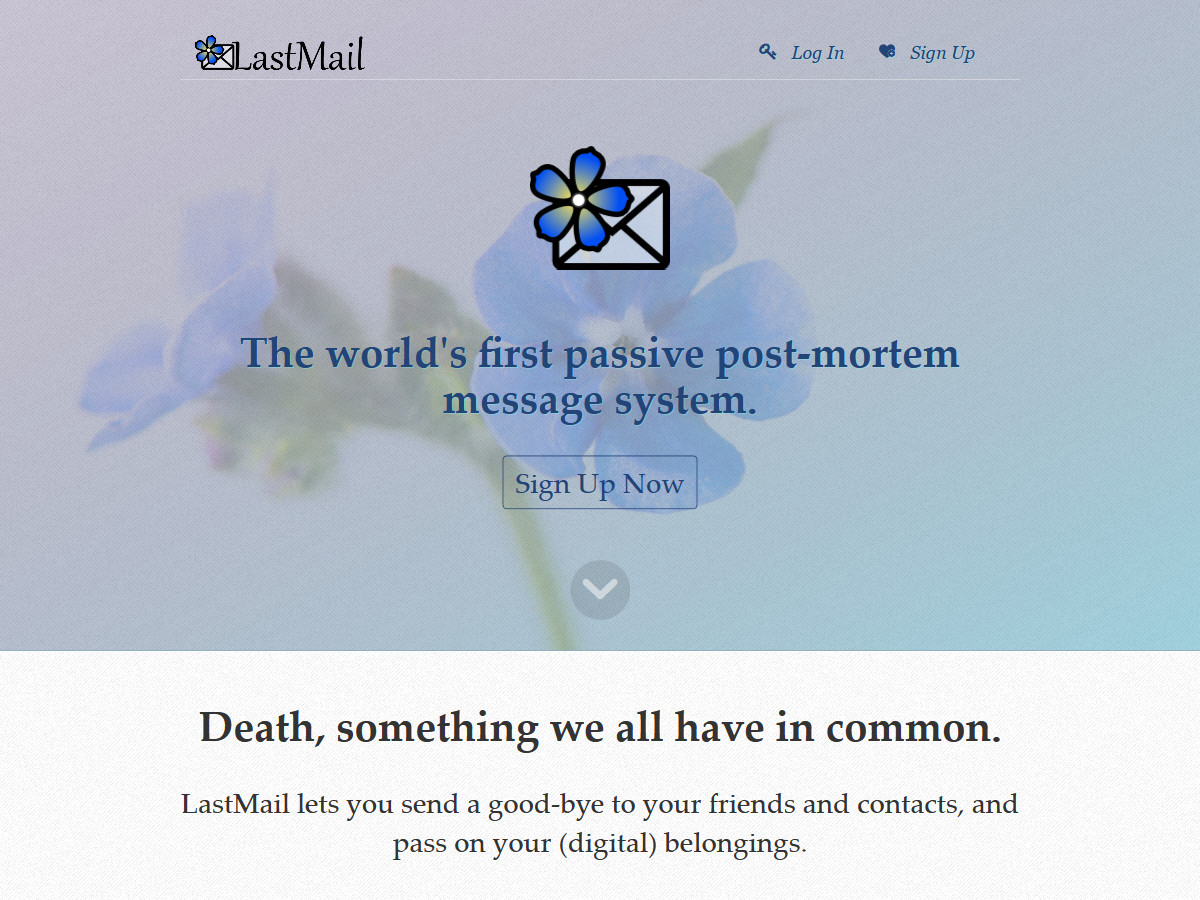 LastMail
Log In
Sign Up
The world's first passive post-mortem
message system.
Sign Up Now
Death, something we all have in common.
LastMail lets you send a good-bye to your friends and contacts, and
pass on your (digital) belongings.